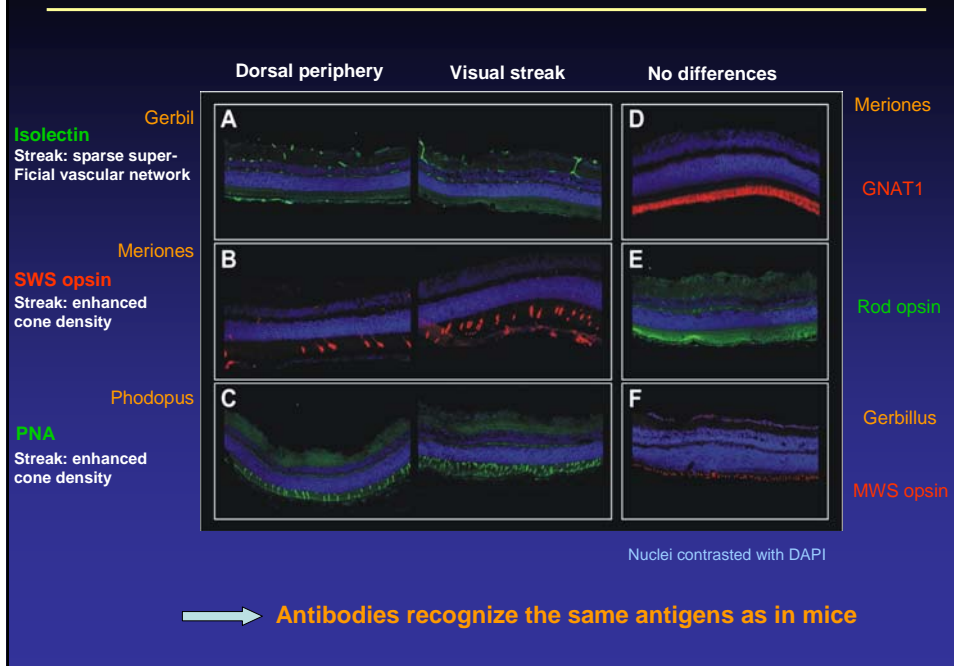 Dorsal periphery
Visual streak
No differences
Gerbil
Isolectin
Streak: sparse super-
Ficial vascular network
A
D
Meriones
GNAT1
Meriones
SWS opsin
Streak: enhanced
cone density
B
E
Rod opsin
Phodopus
PNA
Streak: enhanced
cone density
C
F
Gerbillus
MWS opsin
Nuclei contrasted with DAPI
Antibodies recognize the same antigens as in mice